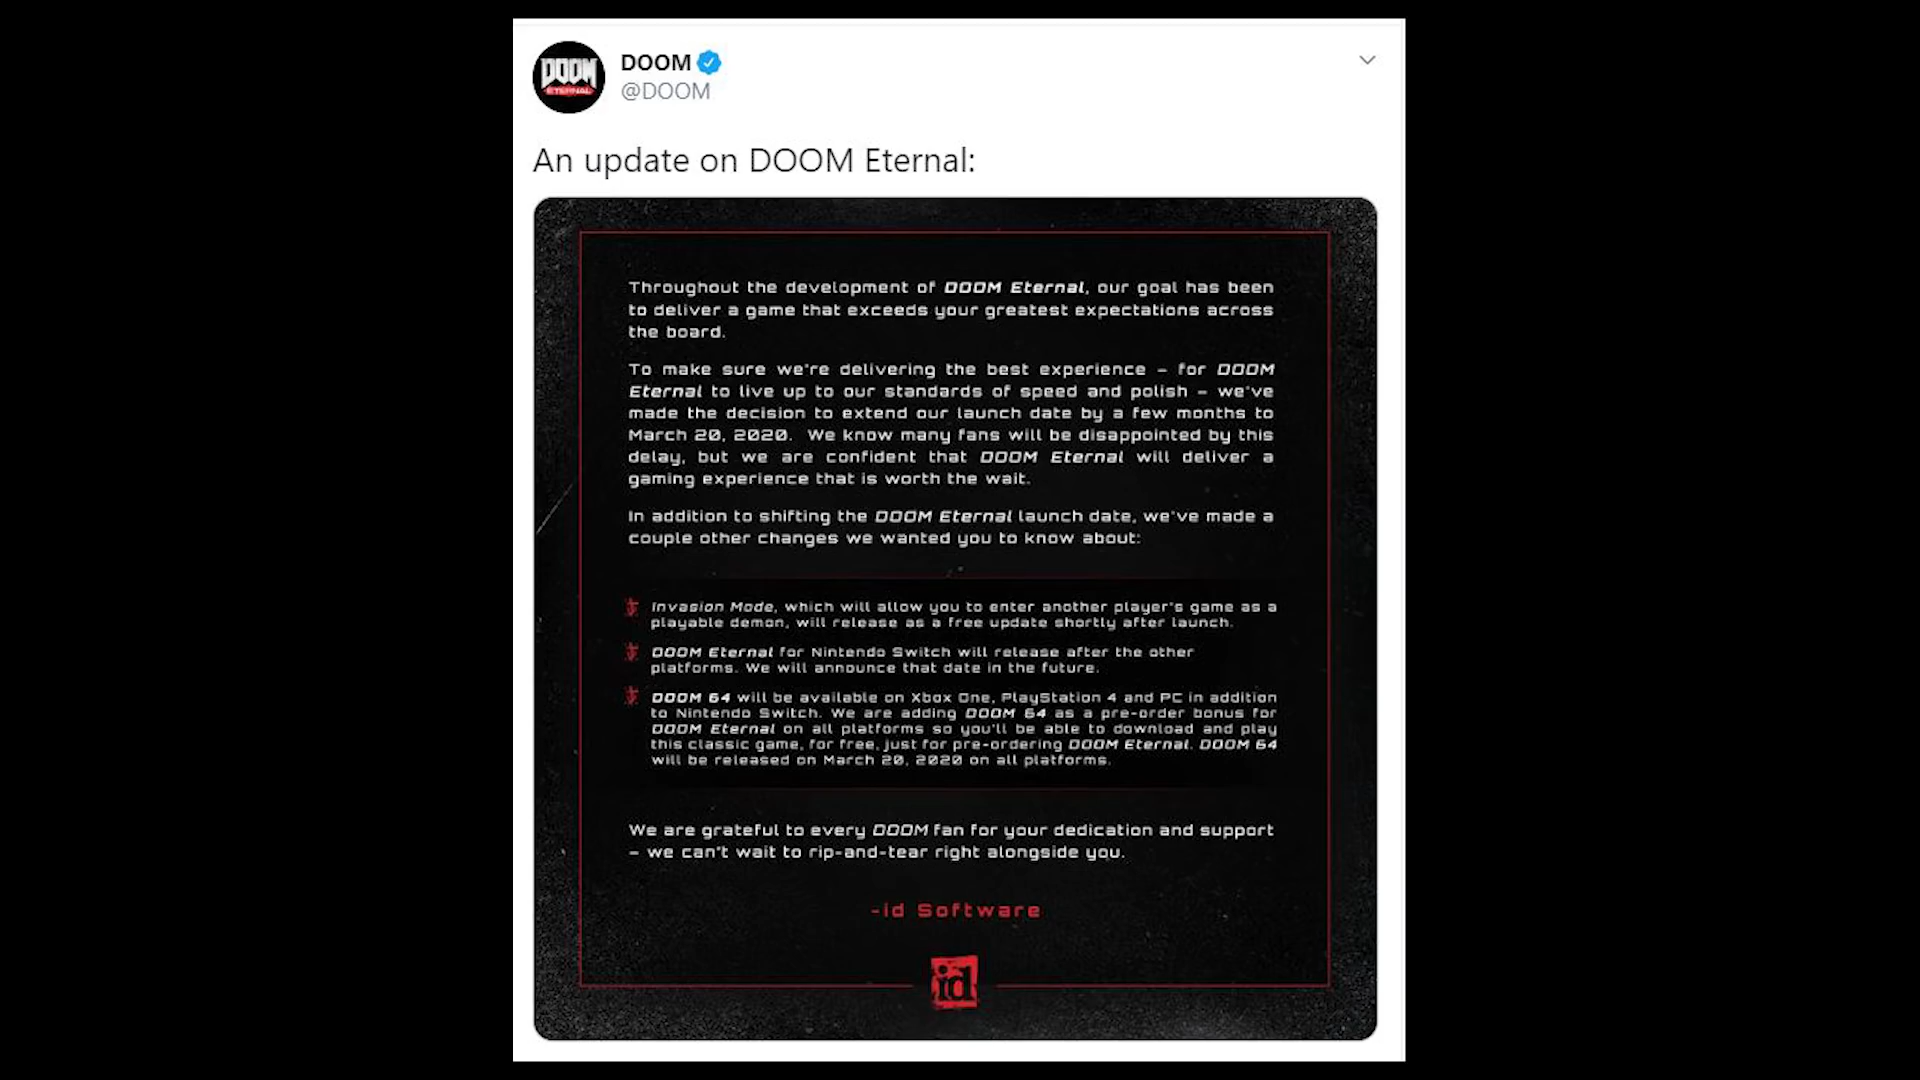 DOOM
ETERNAL
DOOM
@DOOM
An update on DOOM Eternal:
Throughout the development of DOOM Eternal, our goal has been
to deliver a game that exceeds your greatest expectations across
the board.
To make sure we're delivering the best experience – for DOOM
Eternal to live up to our standards of speed and polish – we've
made the decision to extend our launch date by a few months to
March 20, 2020. We know many fans will be disappointed by this
delay, but we are confident that DOOM Eternal will deliver a
gaming experience that is worth the wait.
In addition to shifting the DOOM Eternal launch date, we've made a
couple other changes we wanted you to know about:
Invasion Mode, which will allow you to enter another player's game as a
playable demon, will release as a free update shortly after launch.
DOOM Eternal for Nintendo Switch will release after the other
platforms. We will announce that date in the future.
DOOM 64 will be available on Xbox One, PlayStation 4 and PC in addition
to Nintendo Switch. We are adding DOOM 64 as a pre-order bonus for
DOOM Eternal on all platforms so you'll be able to download and play
this classic game, for free, just for pre-ordering DOOM Eternal. DOOM 64
will be released on March 20, 2020 on all platforms.
We are grateful to every DOOM fan for your dedication and support
– we can't wait to rip-and-tear right alongside you.
-id Software
id